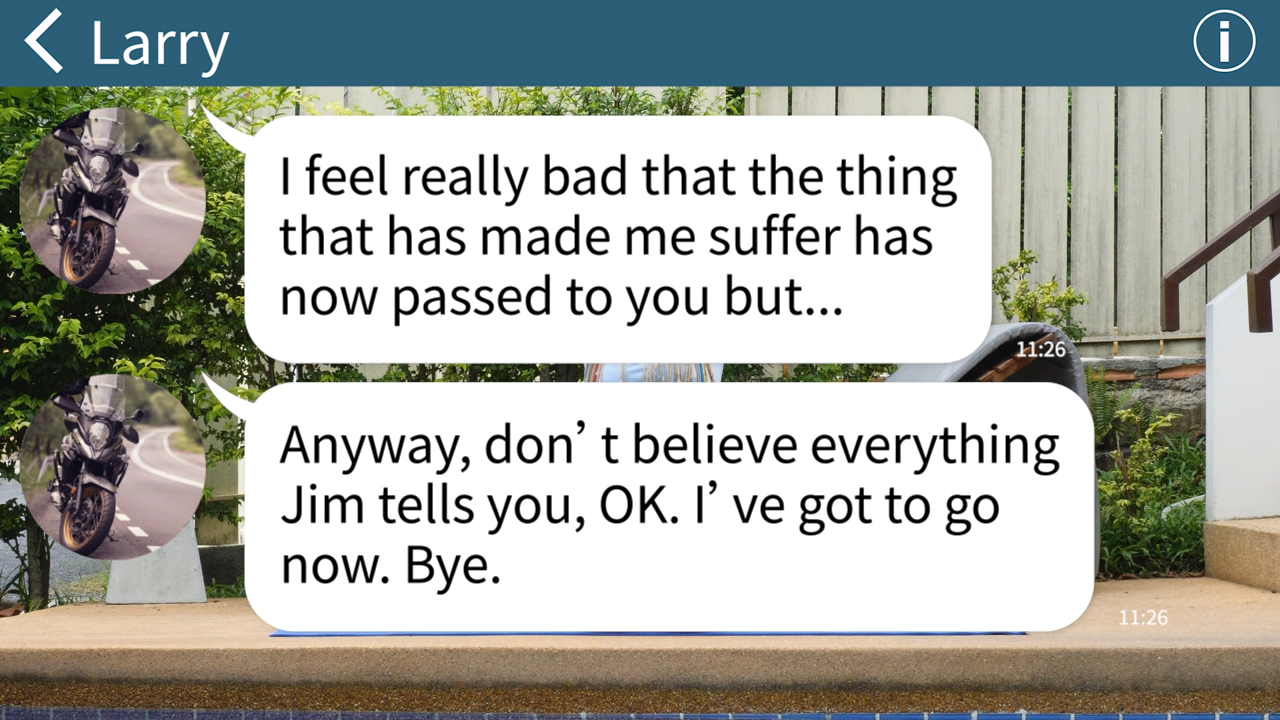 Larry
I feel really bad that the thing
that has made me suffer has
now passed to you but...
11:26
Anyway, don’ t believe everything
Jim tells you, OK. I’ ve got to go
now. Bye.
11:26